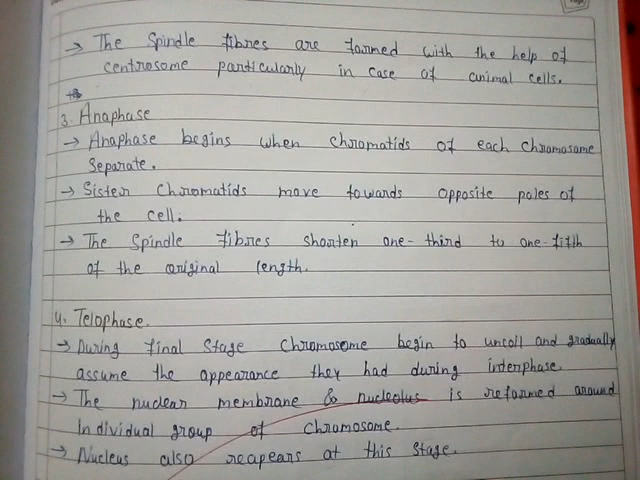 → The Spindle fibres are formed with the help of
centrosome particularly in case of animal cells.
3. Anaphase
→ Anaphase begins when chromatids of each chromosome
Separate.
→ Sister Chromatids move towards opposite poles of
the cell.
→ The Spindle fibres shorten one-third to one-fifth
of the original length.
4. Telophase.
→ During final stage chromosome begin to uncoil and gradually
assume the appearance they had during interphase.
→ The nuclear membrane & nucleolus is reformed around
Individual group of chromosome.
→ Nucleus also reapears at this stage.